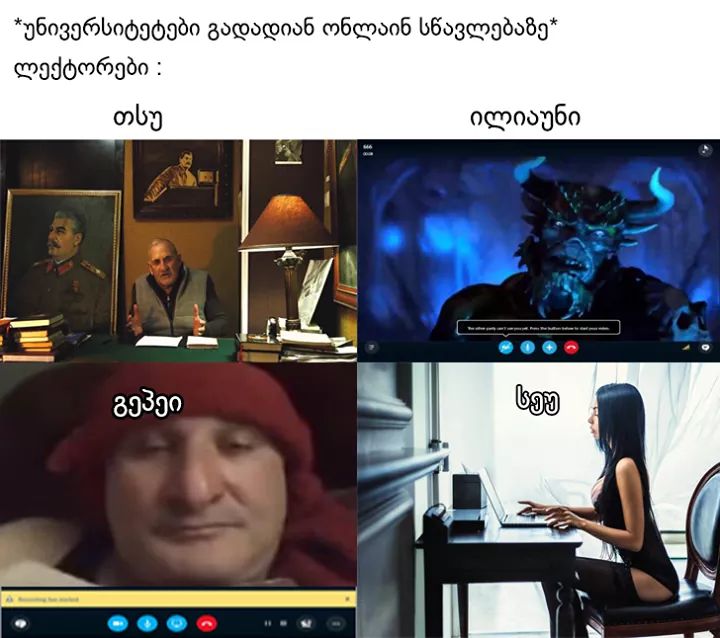 *უნივერსიტეტები გადადიან ონლაინ სწავლებაზე*
ლექტორები :
თსუ
ილიაუნი
666
The other party can't see you yet. Press the button below to start your video.
გეპეი
სეუ
Recording has started